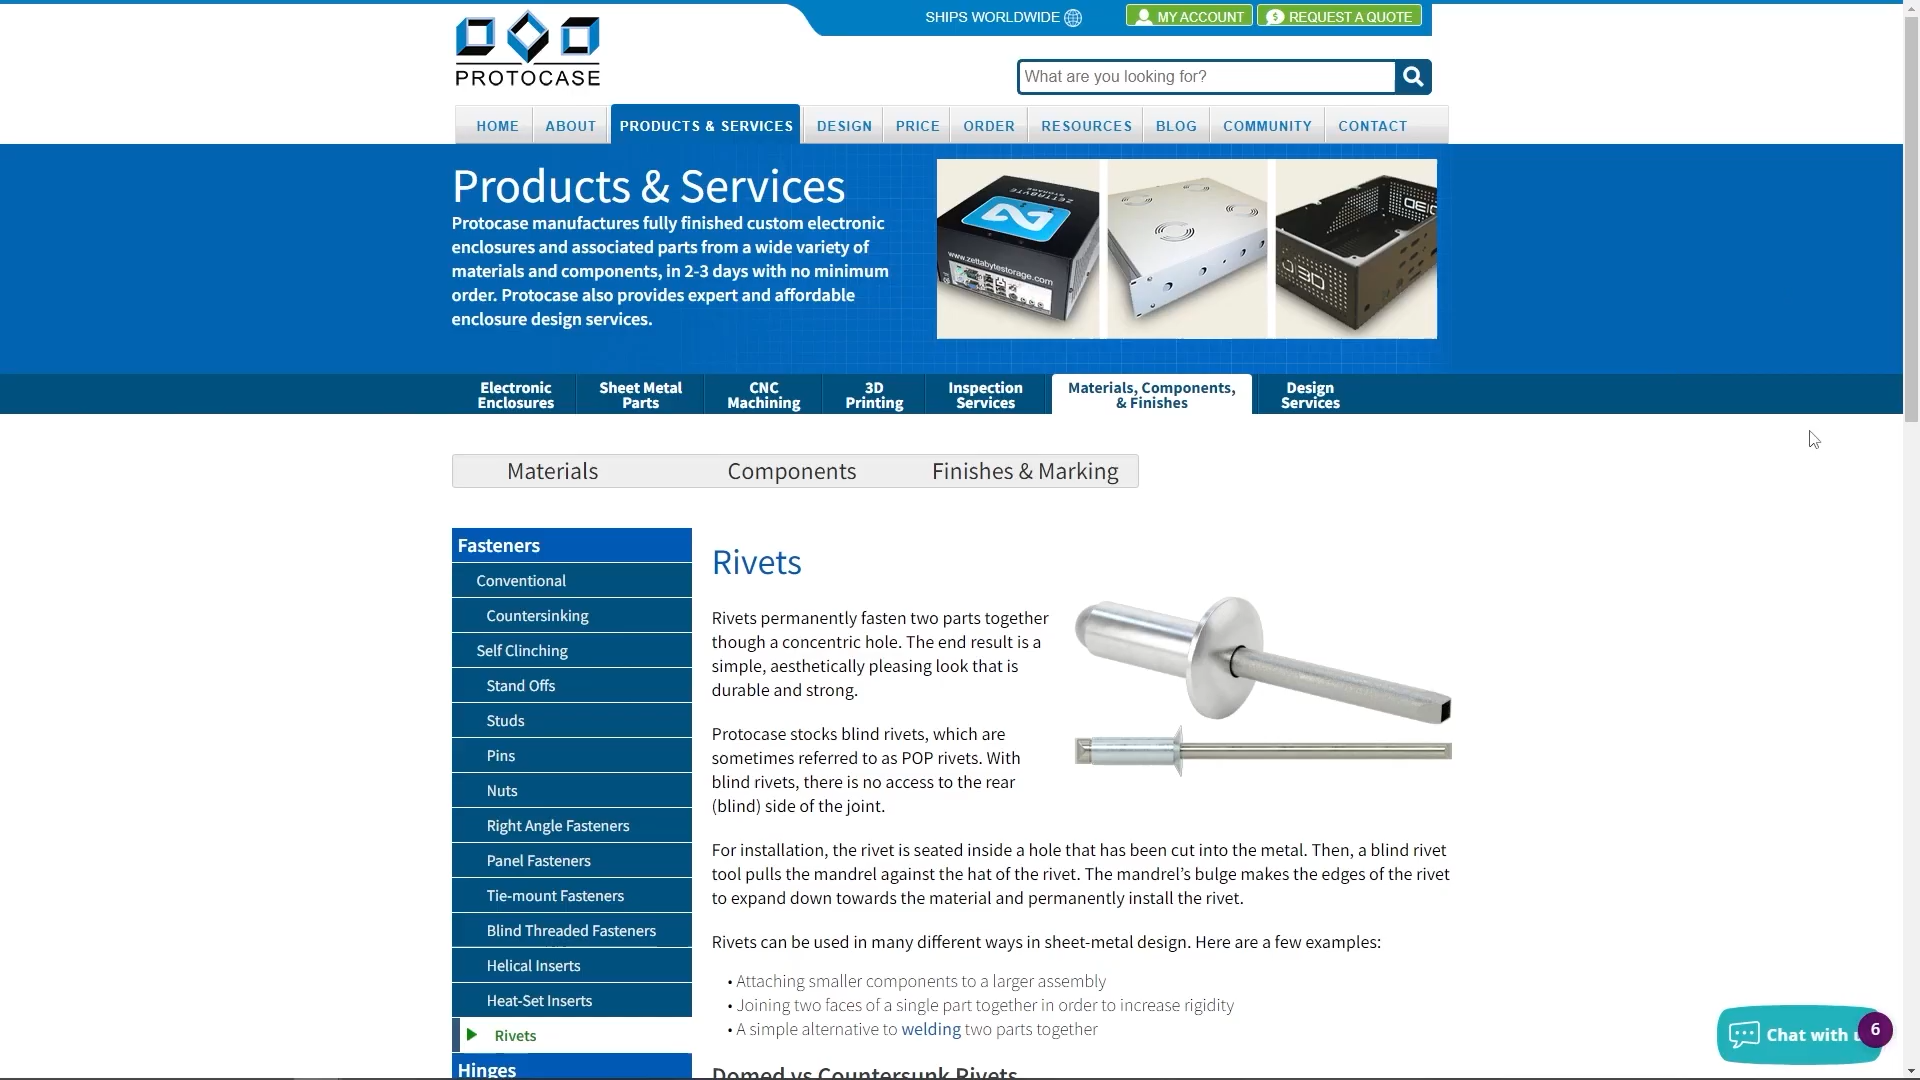 SHIPS WORLDWIDE
MY ACCOUNT
REQUEST A QUOTE
PROTOCASE
What are you looking for?
HOME
ABOUT
PRODUCTS & SERVICES
DESIGN
PRICE
ORDER
RESOURCES
BLOG
COMMUNITY
CONTACT
Products & Services
Protocase manufactures fully finished custom electronic
enclosures and associated parts from a wide variety of
materials and components, in 2-3 days with no minimum
order. Protocase also provides expert and affordable
enclosure design services.
ZETTABYTE
STORAGE
www.zettabytestorage.com
Electronic
Enclosures
Sheet Metal
Parts
CNC
Machining
3D
Printing
Inspection
Services
Materials, Components,
& Finishes
Design
Services
Materials
Components
Finishes & Marking
Fasteners
Conventional
Countersinking
Self Clinching
Stand Offs
Studs
Pins
Nuts
Right Angle Fasteners
Panel Fasteners
Tie-mount Fasteners
Blind Threaded Fasteners
Helical Inserts
Heat-Set Inserts
Rivets
Hinges
Rivets
Rivets permanently fasten two parts together
though a concentric hole. The end result is a
simple, aesthetically pleasing look that is
durable and strong.
Protocase stocks blind rivets, which are
sometimes referred to as POP rivets. With
blind rivets, there is no access to the rear
(blind) side of the joint.
For installation, the rivet is seated inside a hole that has been cut into the metal. Then, a blind rivet
tool pulls the mandrel against the hat of the rivet. The mandrel’s bulge makes the edges of the rivet
to expand down towards the material and permanently install the rivet.
Rivets can be used in many different ways in sheet-metal design. Here are a few examples:
• Attaching smaller components to a larger assembly
• Joining two faces of a single part together in order to increase rigidity
• A simple alternative to welding two parts together
Domed vs Countersunk Rivets
Chat with
6